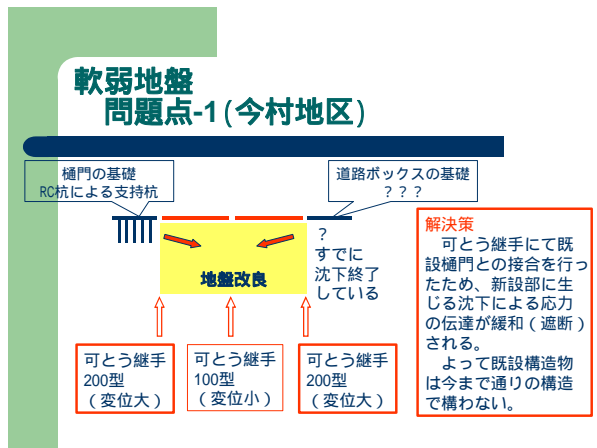 軟弱地盤
問題点-1(今村地区)
樋門の基礎
RC杭による支持杭
道路ボックスの基礎
？？？
？
すでに
沈下終了
している
地盤改良
解決策
可とう継手にて既
設樋門との接合を行っ
たため、新設部に生
じる沈下による応力
の伝達が緩和（遮断）
される。
よって既設構造物
は今まで通りの構造
で構わない。
可とう継手
200型
（変位大）
可とう継手
100型
（変位小）
可とう継手
200型
（変位大）